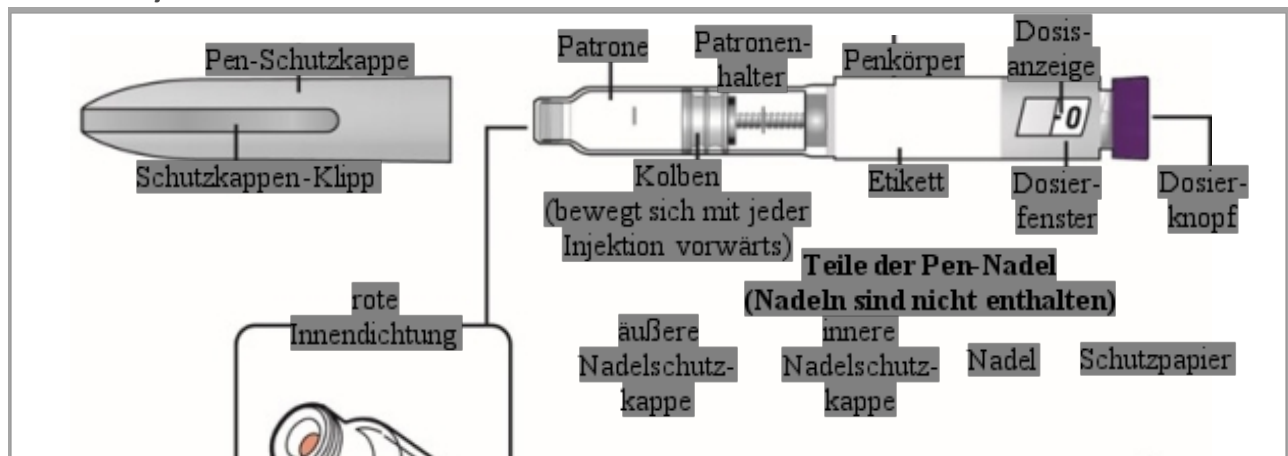 Pen-Schutzkappe
Schutzkappen-Klipp
Patrone
Patronen-
halter
Penkörper
Dosis-
anzeige
0
Kolben
(bewegt sich mit jeder
Injektion vorwärts)
Etikett
Dosier-
fenster
Dosier-
knopf
Teile der Pen-Nadel
(Nadeln sind nicht enthalten)
rote
Innendichtung
äußere
Nadelschutz-
kappe
innere
Nadelschutz-
kappe
Nadel
Schutzpapier